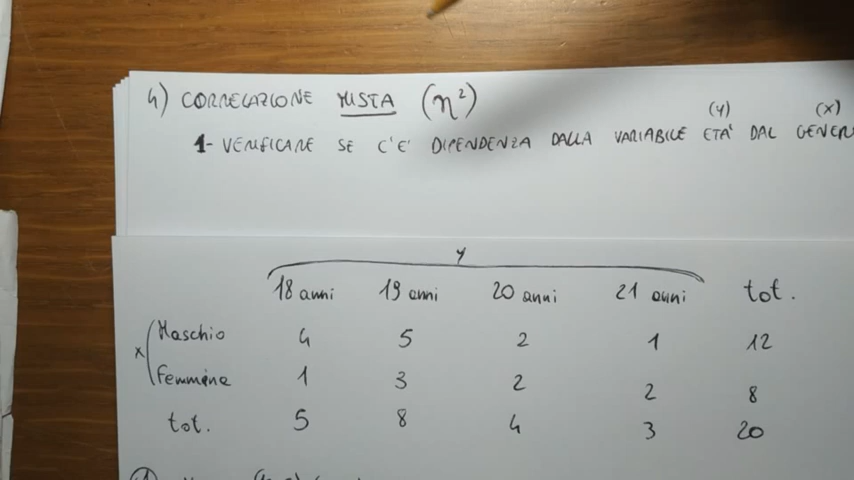 4) CORRELAZIONE MISTA (η²)
(Y) (X)
1- VERIFICARE SE C'E' DIPENDENZA DALLA VARIABILE ETA' DAL GENER
Y
18 anni 19 anni 20 anni 21 anni tot.
X Maschio 4 5 2 1 12
Femmina 1 3 2 2 8
tot. 5 8 4 3 20